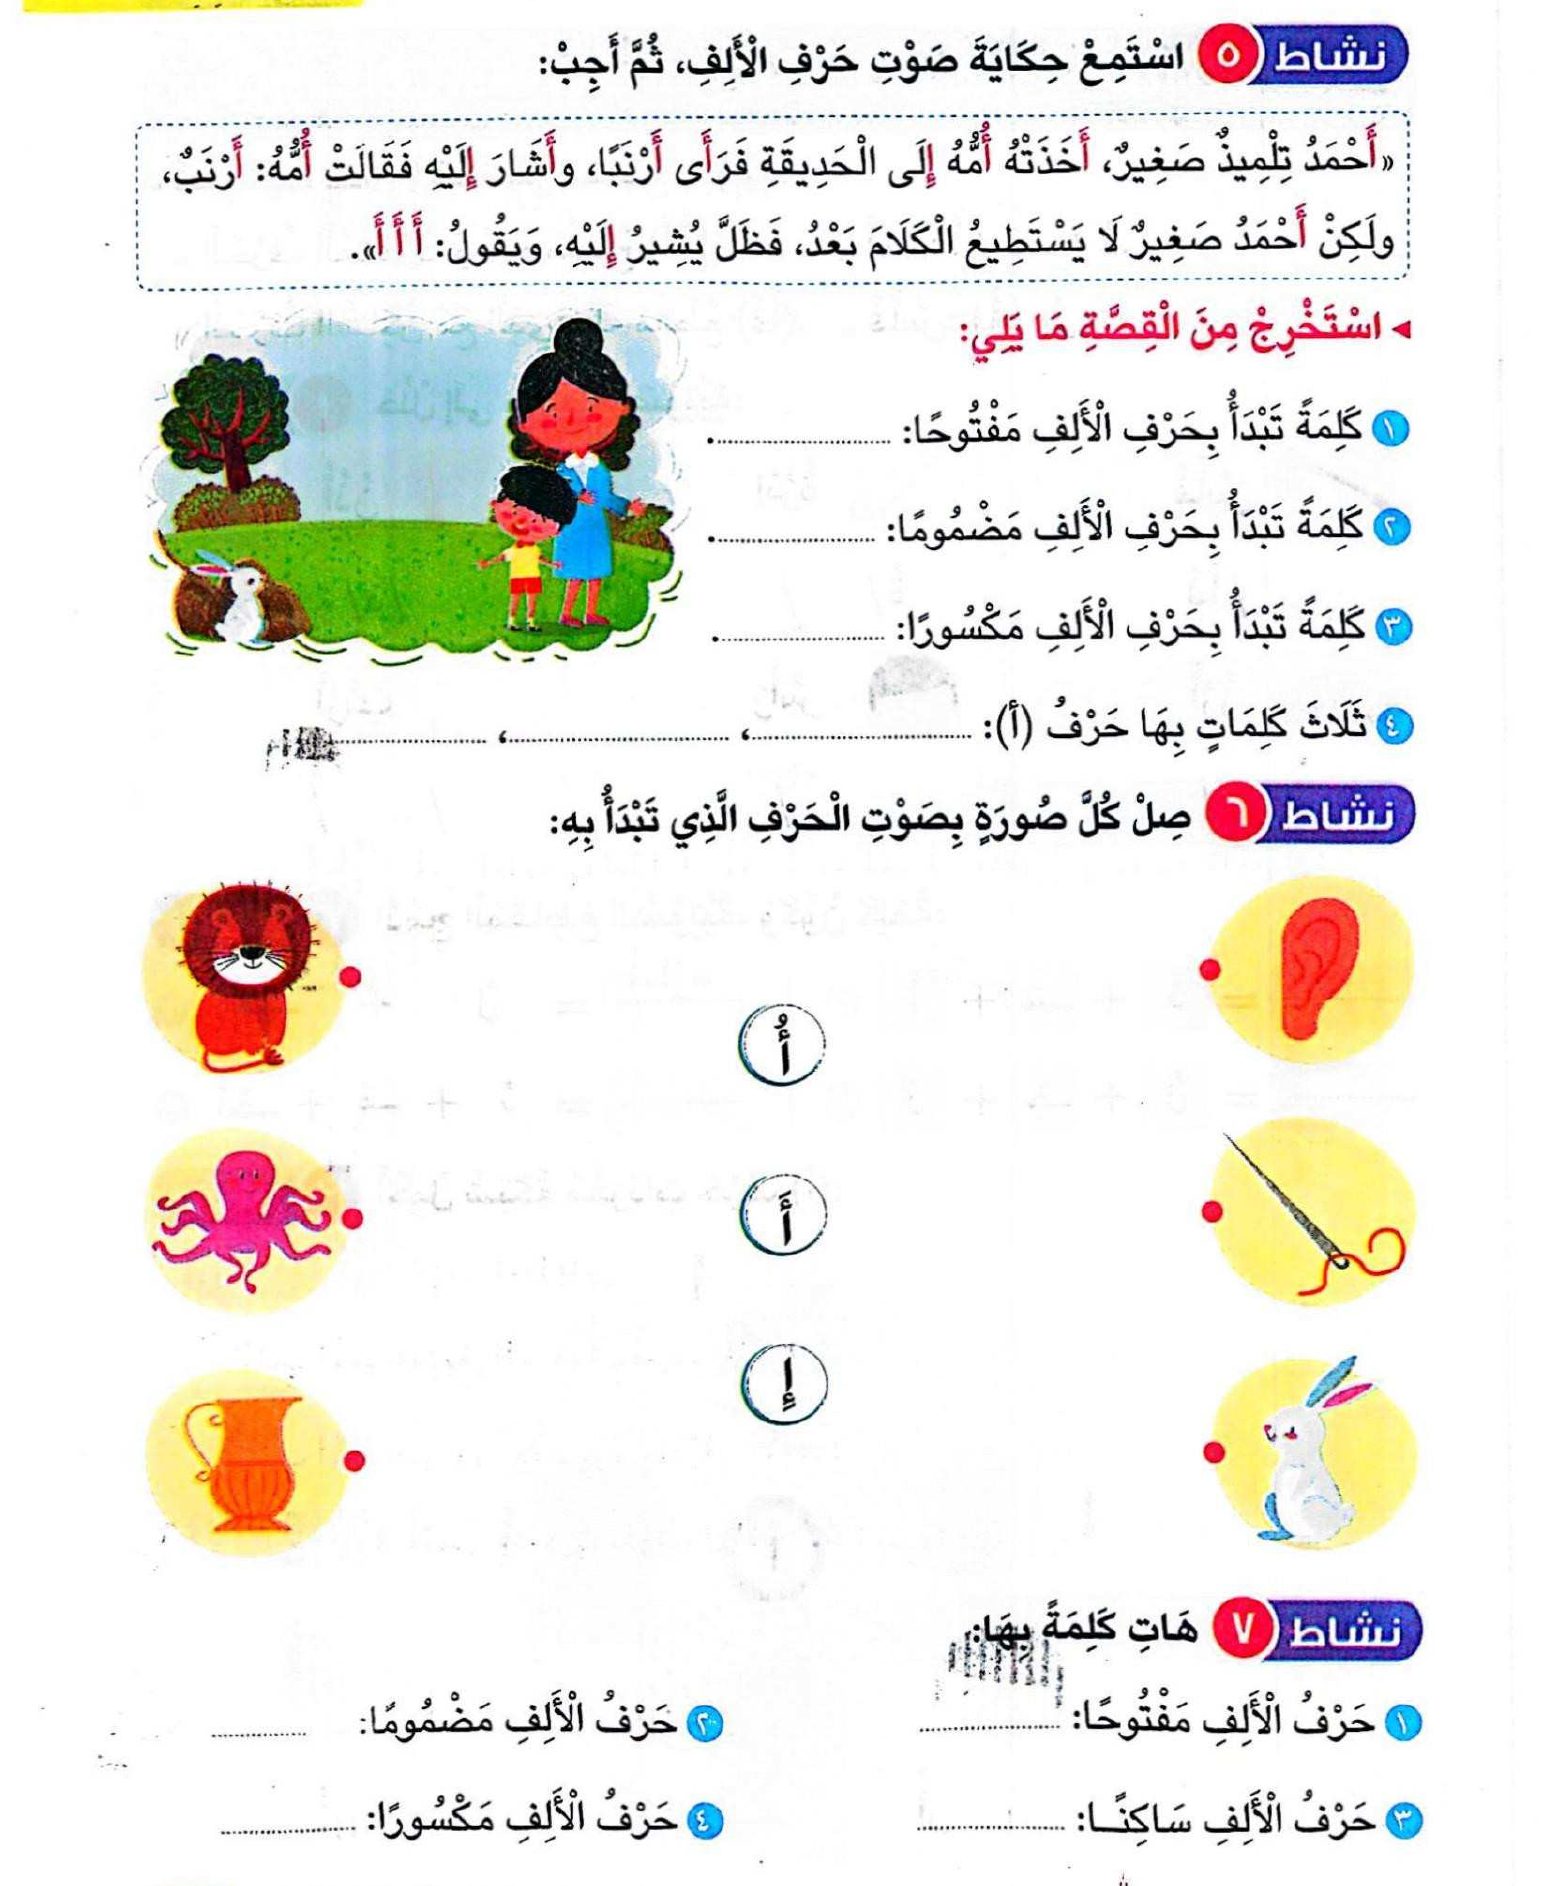 نشاط ٥ اسْتَمِعْ حِكَايَةَ صَوْتِ حَرْفِ الْأَلِفِ، ثُمَّ أَجِبْ:
«أَحْمَدُ تِلْمِيذٌ صَغِيرٌ، أَخَذَتْهُ أُمُّهُ إِلَى الْحَدِيقَةِ فَرَأَى أَرْنَبًا، وأَشَارَ إِلَيْهِ فَقَالَتْ أُمُّهُ: أَرْنَبٌ،
ولَكِنْ أَحْمَدُ صَغِيرٌ لَا يَسْتَطِيعُ الْكَلَامَ بَعْدُ، فَظَلَّ يُشِيرُ إِلَيْهِ، وَيَقُولُ: أَ أَ أَ».
◂ اسْتَخْرِجْ مِنَ الْقِصَّةِ مَا يَلِي:
١ كَلِمَةً تَبْدَأُ بِحَرْفِ الْأَلِفِ مَفْتُوحًا: ..................
٢ كَلِمَةً تَبْدَأُ بِحَرْفِ الْأَلِفِ مَضْمُومًا: ..................
٣ كَلِمَةً تَبْدَأُ بِحَرْفِ الْأَلِفِ مَكْسُورًا: ..................
٤ ثَلَاثَ كَلِمَاتٍ بِهَا حَرْفُ (أ): ..................، ..................، ..................
نشاط ٦ صِلْ كُلَّ صُورَةٍ بِصَوْتِ الْحَرْفِ الَّذِي تَبْدَأُ بِهِ:
أُ
أَ
إِ
نشاط ٧ هَاتِ كَلِمَةً بِهَا:
١ حَرْفُ الْأَلِفِ مَفْتُوحًا: .................. ٢ حَرْفُ الْأَلِفِ مَضْمُومًا: ..................
٣ حَرْفُ الْأَلِفِ سَاكِنًـا: .................. ٤ حَرْفُ الْأَلِفِ مَكْسُورًا: ..................